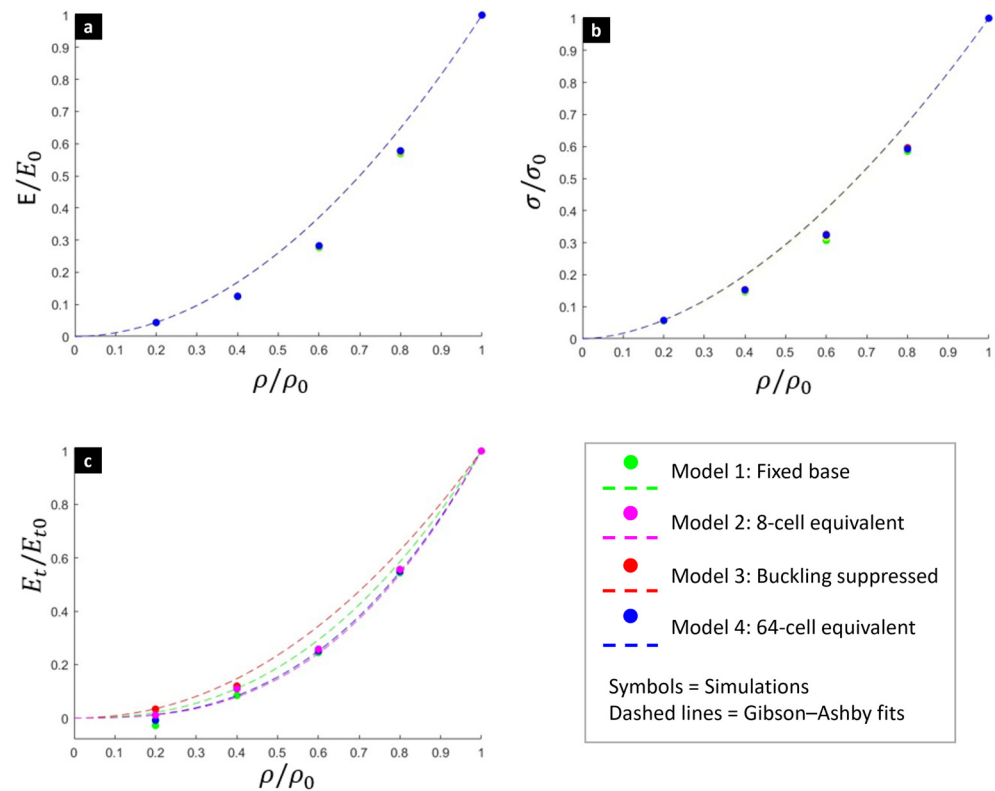 a
1
0.9
0.8
0.7
0.6
0.5
0.4
0.3
0.2
0.1
0
E/E₀
0 0.1 0.2 0.3 0.4 0.5 0.6 0.7 0.8 0.9 1
ρ/ρ₀
b
1
0.9
0.8
0.7
0.6
0.5
0.4
0.3
0.2
0.1
0
σ/σ₀
0 0.1 0.2 0.3 0.4 0.5 0.6 0.7 0.8 0.9 1
ρ/ρ₀
c
1
0.8
0.6
0.4
0.2
0
Eₜ/Eₜ₀
0 0.1 0.2 0.3 0.4 0.5 0.6 0.7 0.8 0.9 1
ρ/ρ₀
Model 1: Fixed base
Model 2: 8-cell equivalent
Model 3: Buckling suppressed
Model 4: 64-cell equivalent
Symbols = Simulations
Dashed lines = Gibson–Ashby fits